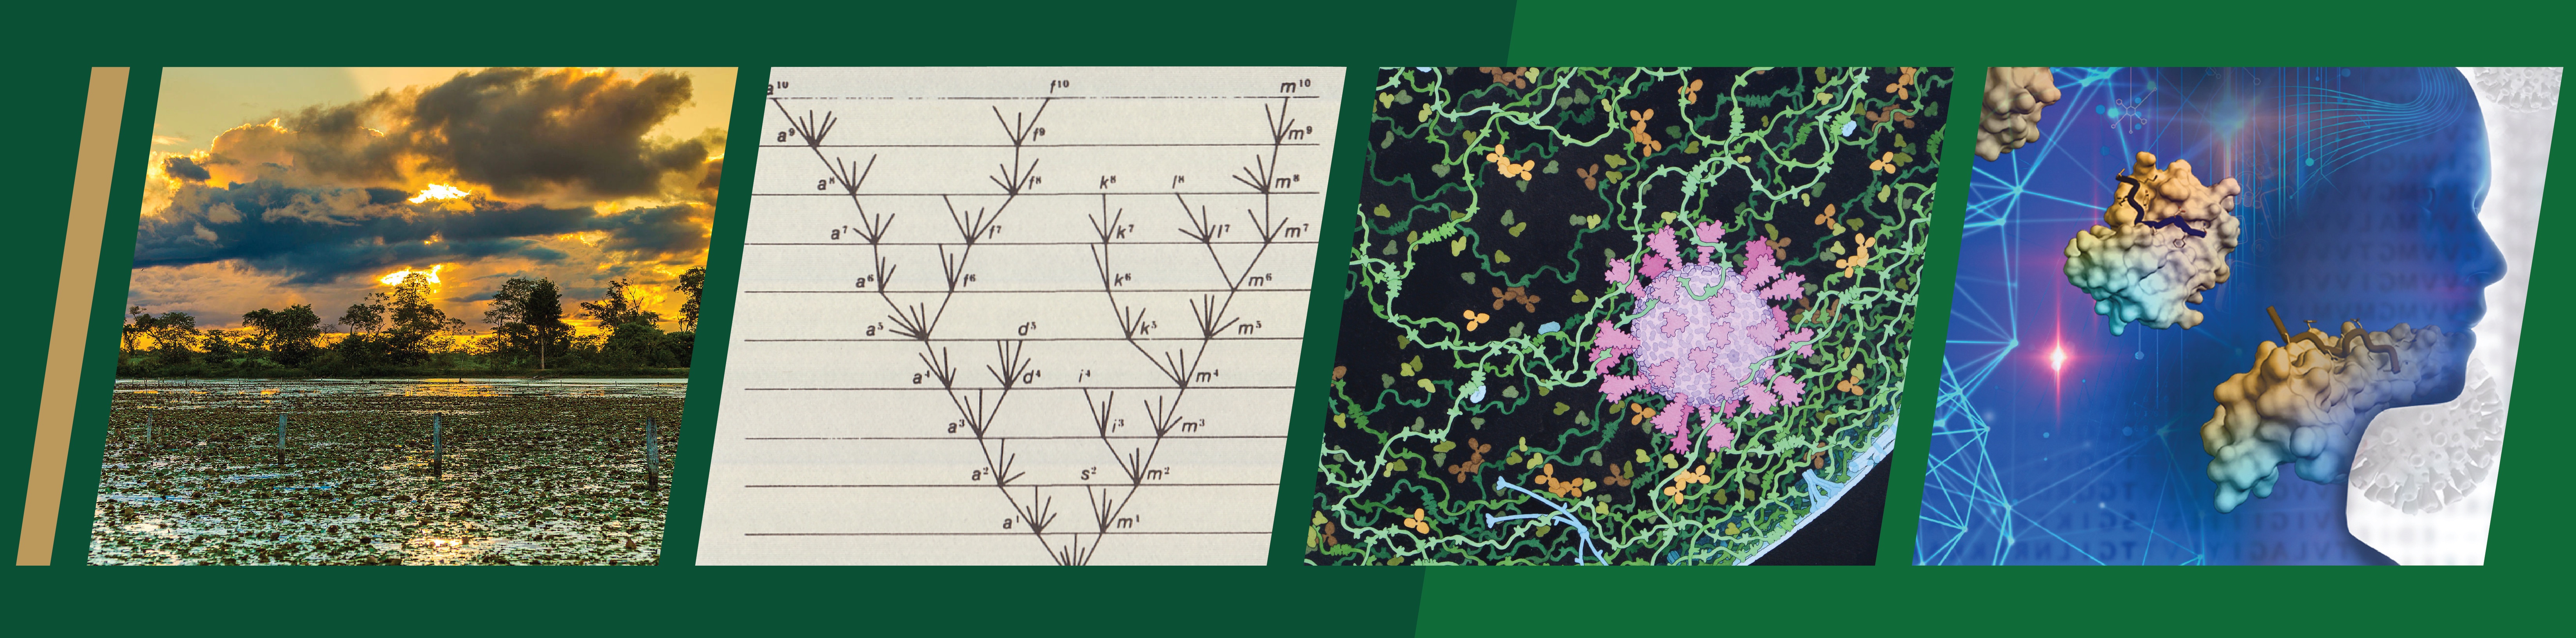 a¹⁰ f¹⁰ m¹⁰
a⁹ f⁹ m⁹
a⁸ f⁸ k⁸ l⁸ m⁸
a⁷ f⁷ k⁷ l⁷ m⁷
a⁶ f⁶ k⁶ m⁶
a⁵ d⁵ k⁵ m⁵
a⁴ d⁴ i⁴ m⁴
a³ i³ m³
a² s² m²
a¹ m¹